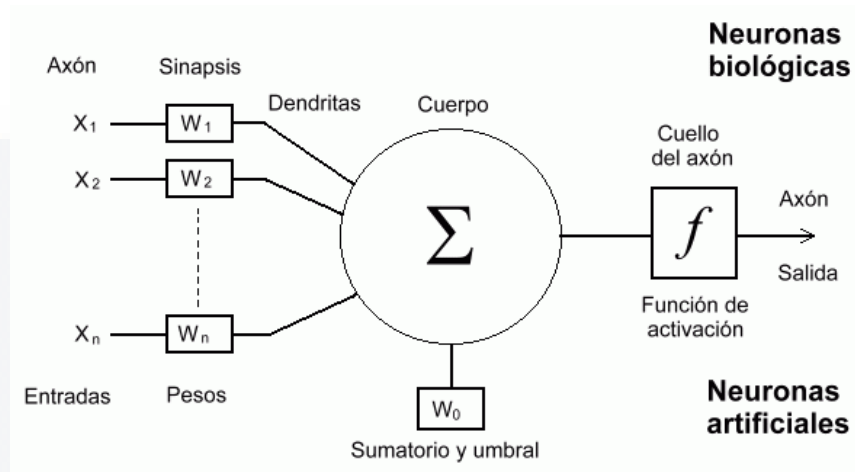 Neuronas
biológicas
Axón
Sinapsis
Dendritas
Cuerpo
Cuello
del axón
X1
W1
X2
W2
Σ
f
Axón
Salida
Xn
Wn
Función de
activación
Entradas
Pesos
W0
Sumatorio y umbral
Neuronas
artificiales